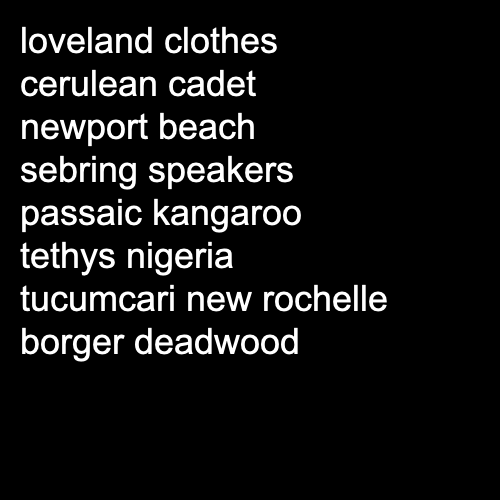 loveland clothes
cerulean cadet
newport beach
sebring speakers
passaic kangaroo
tethys nigeria
tucumcari new rochelle
borger deadwood